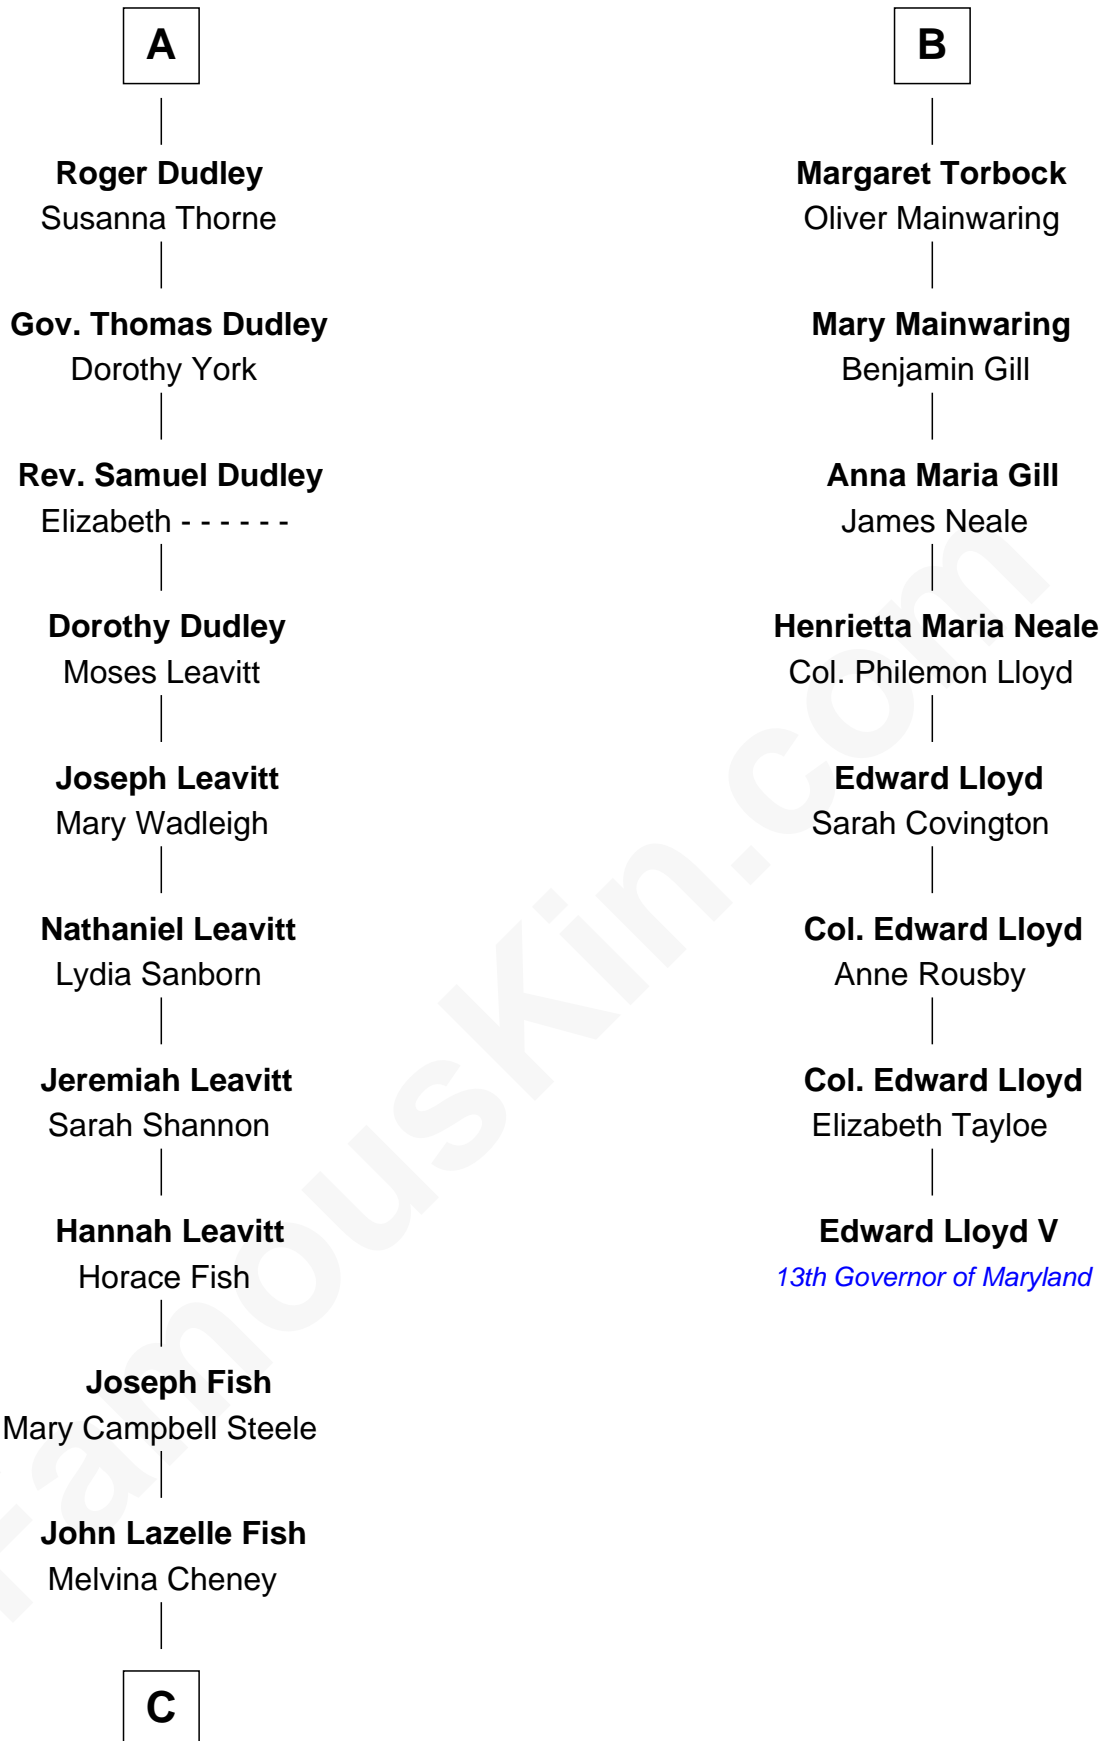 A
Roger Dudley
Susanna Thorne
Gov. Thomas Dudley
Dorothy York
Rev. Samuel Dudley
Elizabeth - - - - - -
Dorothy Dudley
Moses Leavitt
Joseph Leavitt
Mary Wadleigh
Nathaniel Leavitt
Lydia Sanborn
Jeremiah Leavitt
Sarah Shannon
Hannah Leavitt
Horace Fish
Joseph Fish
Mary Campbell Steele
John Lazelle Fish
Melvina Cheney
C
B
Margaret Torbock
Oliver Mainwaring
Mary Mainwaring
Benjamin Gill
Anna Maria Gill
James Neale
Henrietta Maria Neale
Col. Philemon Lloyd
Edward Lloyd
Sarah Covington
Col. Edward Lloyd
Anne Rousby
Col. Edward Lloyd
Elizabeth Tayloe
Edward Lloyd V
13th Governor of Maryland
FamousKin.com